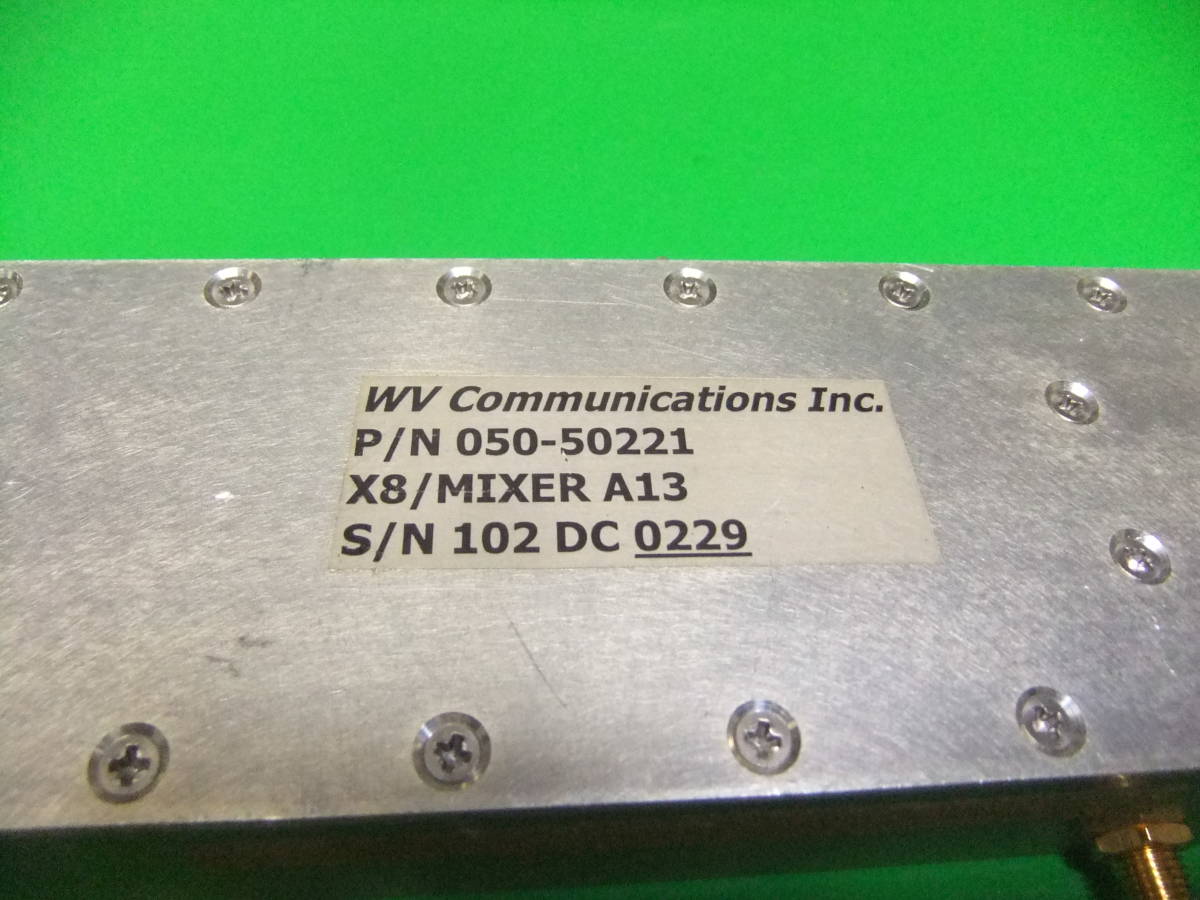 WV Communications Inc.
P/N 050-50221
X8/MIXER A13
S/N 102 DC 0229